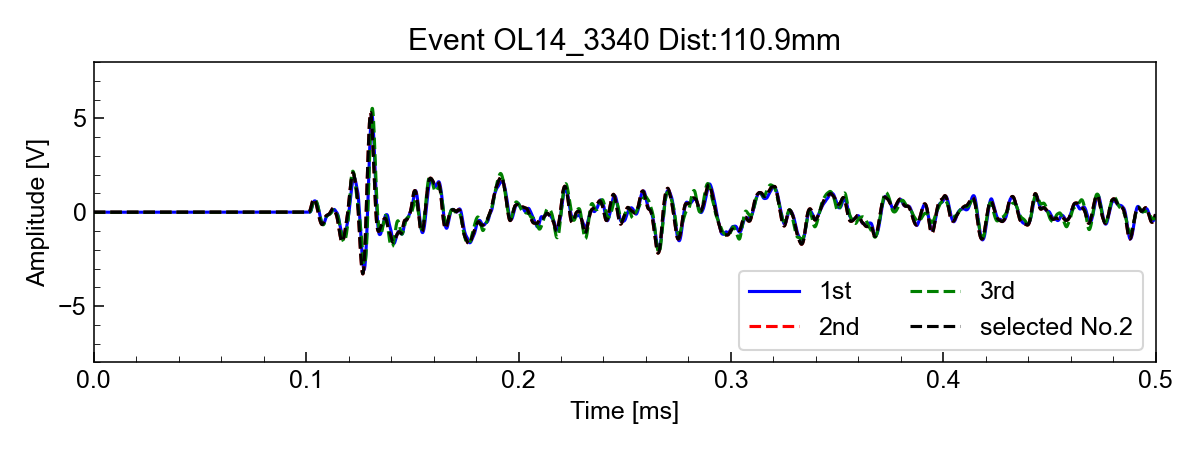 Event OL14_3340 Dist:110.9mm
Amplitude [V]
5
0
−5
1st
2nd
3rd
selected No.2
0.0 0.1 0.2 0.3 0.4 0.5
Time [ms]